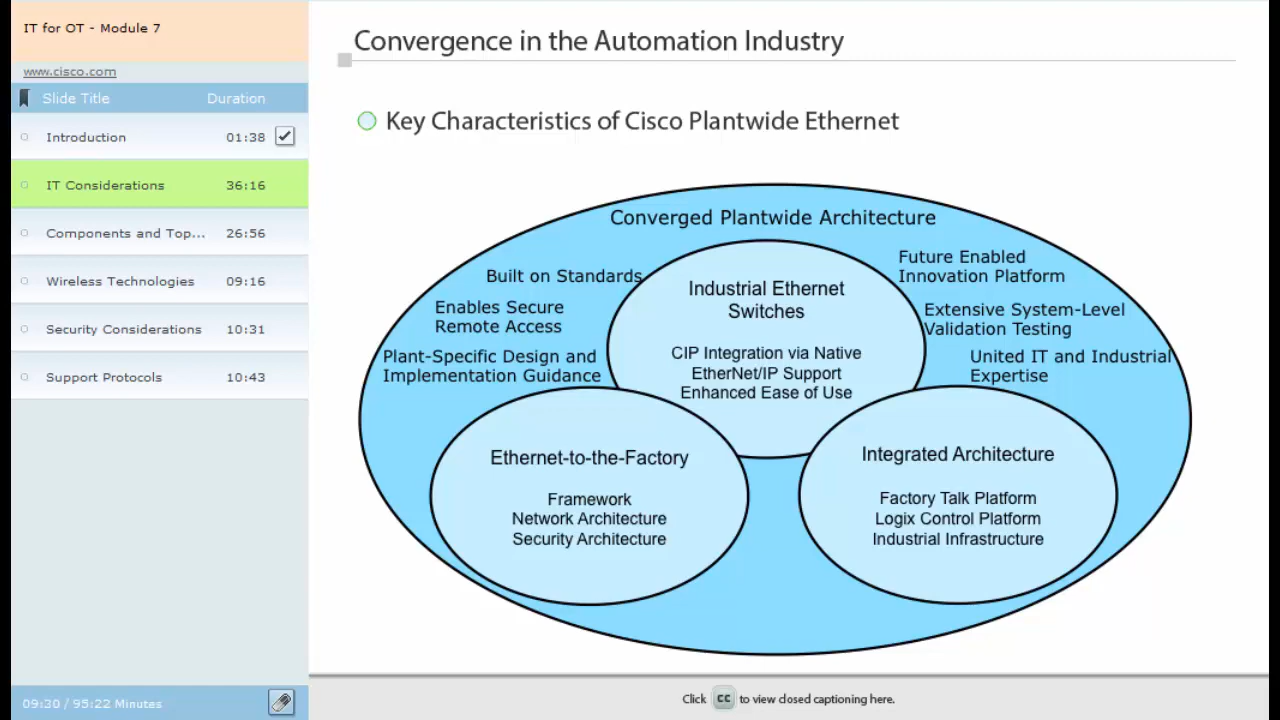 IT for OT - Module 7
www.cisco.com
Slide Title Duration
Introduction 01:38
IT Considerations 36:16
Components and Top... 26:56
Wireless Technologies 09:16
Security Considerations 10:31
Support Protocols 10:43
09:30 / 95:22 Minutes
Convergence in the Automation Industry
Key Characteristics of Cisco Plantwide Ethernet
Converged Plantwide Architecture
Built on Standards
Enables Secure
Remote Access
Plant-Specific Design and
Implementation Guidance
Industrial Ethernet
Switches
CIP Integration via Native
EtherNet/IP Support
Enhanced Ease of Use
Future Enabled
Innovation Platform
Extensive System-Level
Validation Testing
United IT and Industrial
Expertise
Ethernet-to-the-Factory
Framework
Network Architecture
Security Architecture
Integrated Architecture
Factory Talk Platform
Logix Control Platform
Industrial Infrastructure
Click CC to view closed captioning here.